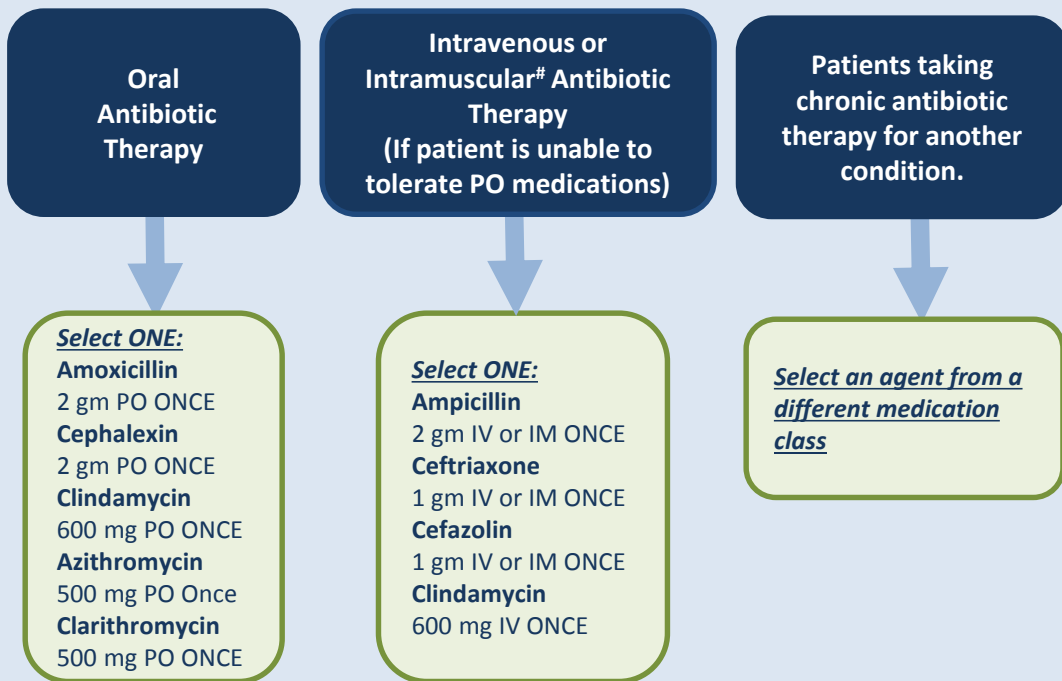 Oral
Antibiotic
Therapy
Select ONE:
Amoxicillin
2 gm PO ONCE
Cephalexin
2 gm PO ONCE
Clindamycin
600 mg PO ONCE
Azithromycin
500 mg PO Once
Clarithromycin
500 mg PO ONCE
Intravenous or
Intramuscular# Antibiotic
Therapy
(If patient is unable to
tolerate PO medications)
Select ONE:
Ampicillin
2 gm IV or IM ONCE
Ceftriaxone
1 gm IV or IM ONCE
Cefazolin
1 gm IV or IM ONCE
Clindamycin
600 mg IV ONCE
Patients taking
chronic antibiotic
therapy for another
condition.
Select an agent from a
different medication
class